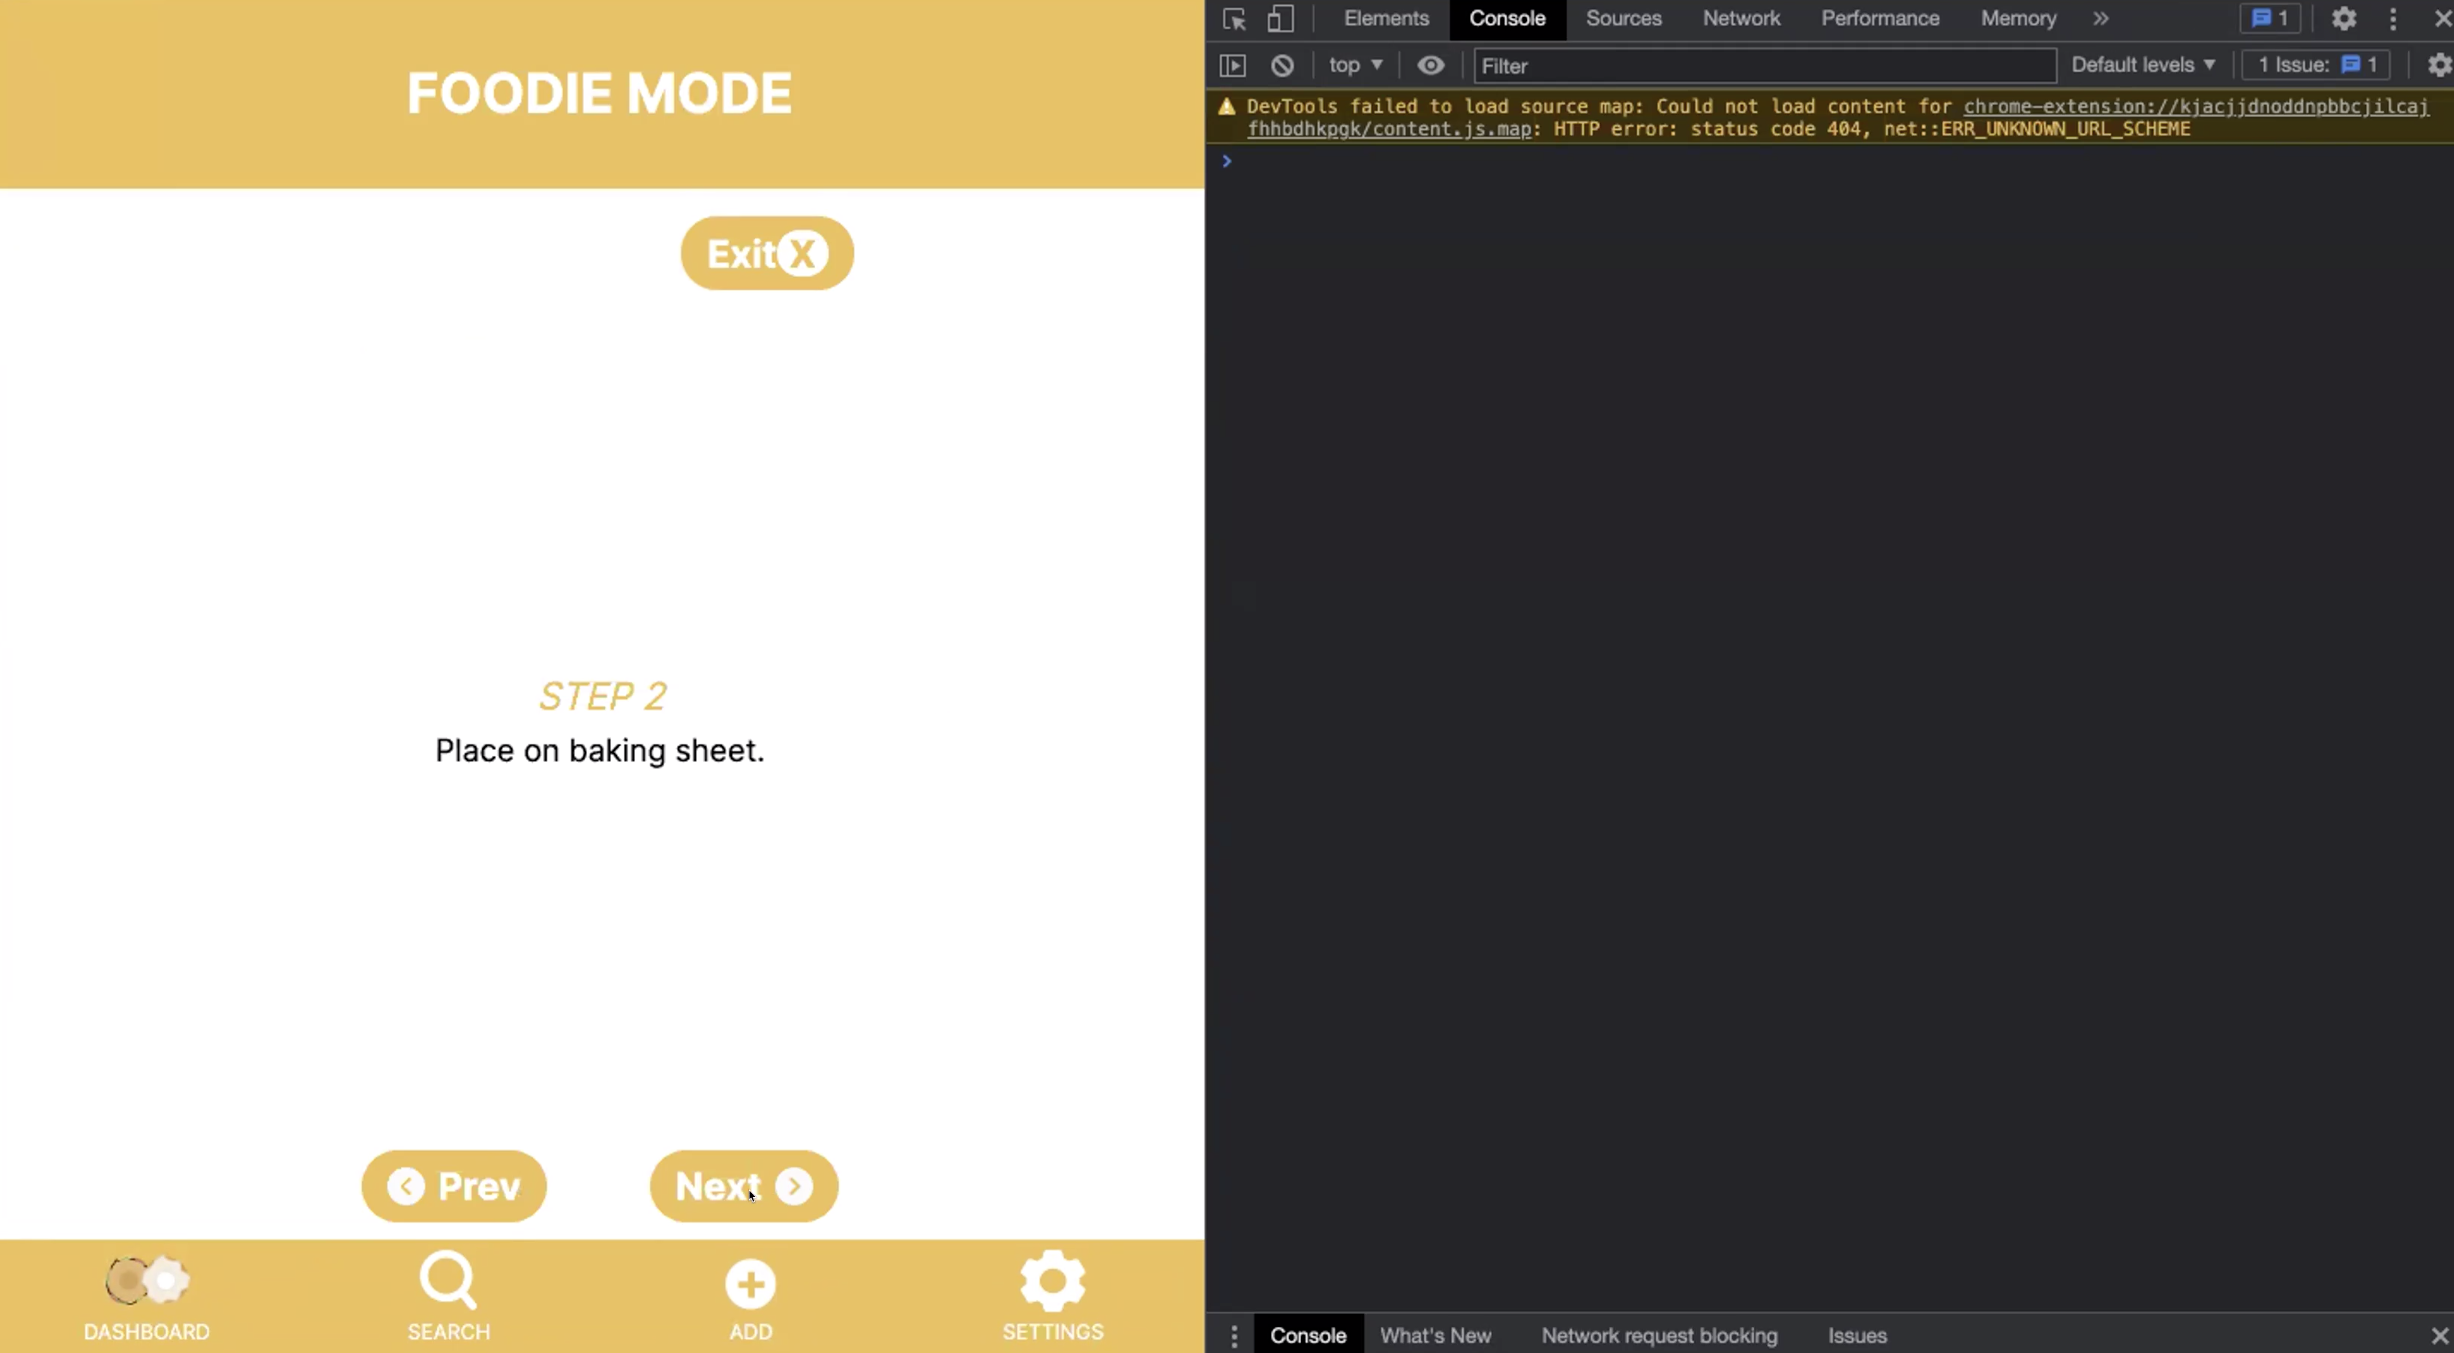 FOODIE MODE
Exit X
STEP 2
Place on baking sheet.
Prev
Next
DASHBOARD
SEARCH
ADD
SETTINGS
Elements Console Sources Network Performance Memory » 1
top Filter Default levels 1 Issue: 1
DevTools failed to load source map: Could not load content for chrome-extension://kjacjjdnoddnpbbcjilcaj
fhhbdhkpgk/content.js.map: HTTP error: status code 404, net::ERR_UNKNOWN_URL_SCHEME
Console What's New Network request blocking Issues